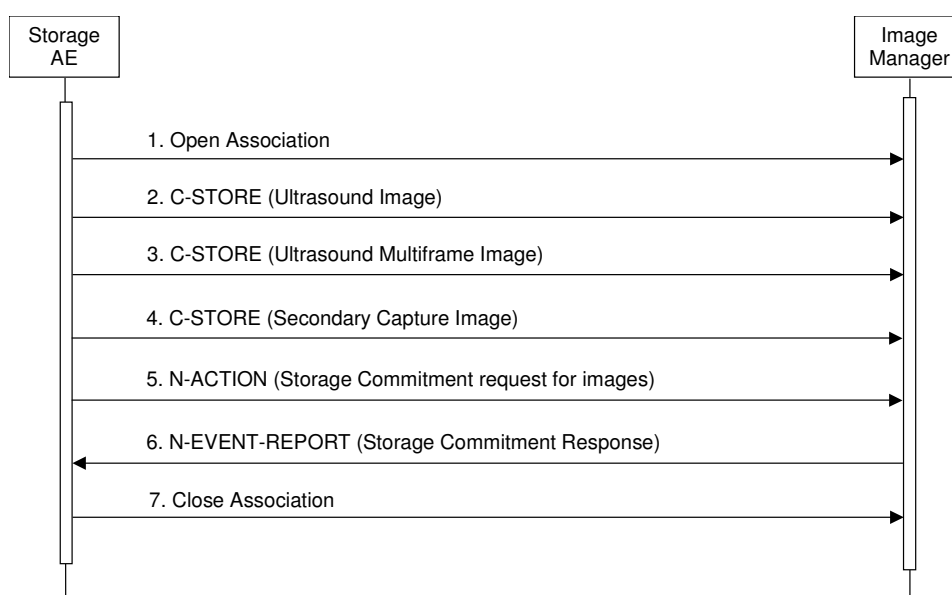 Storage
AE
Image
Manager
1. Open Association
2. C-STORE (Ultrasound Image)
3. C-STORE (Ultrasound Multiframe Image)
4. C-STORE (Secondary Capture Image)
5. N-ACTION (Storage Commitment request for images)
6. N-EVENT-REPORT (Storage Commitment Response)
7. Close Association